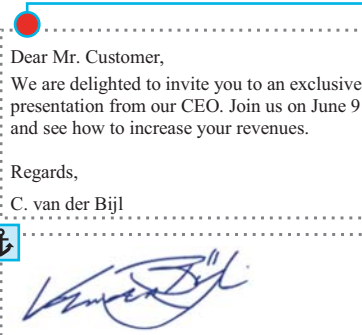 Dear Mr. Customer,
We are delighted to invite you to an exclusive
presentation from our CEO. Join us on June 9
and see how to increase your revenues.
Regards,
C. van der Bijl